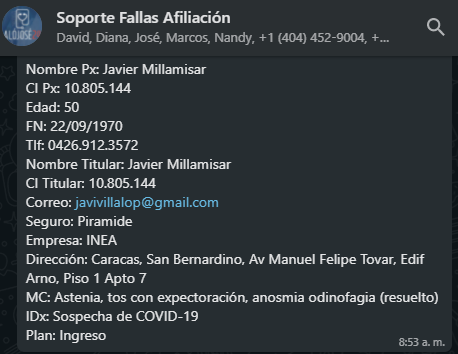 Soporte Fallas Afiliación
David, Diana, José, Marcos, Nandy, +1 (404) 452-9004, +...
ALOJOSÉ
Nombre Px: Javier Millamisar
CI Px: 10.805.144
Edad: 50
FN: 22/09/1970
Tlf: 0426.912.3572
Nombre Titular: Javier Millamisar
CI Titular: 10.805.144
Correo: javivillalop@gmail.com
Seguro: Piramide
Empresa: INEA
Dirección: Caracas, San Bernardino, Av Manuel Felipe Tovar, Edif
Arno, Piso 1 Apto 7
MC: Astenia, tos con expectoración, anosmia odinofagia (resuelto)
IDx: Sospecha de COVID-19
Plan: Ingreso
8:53 a. m.